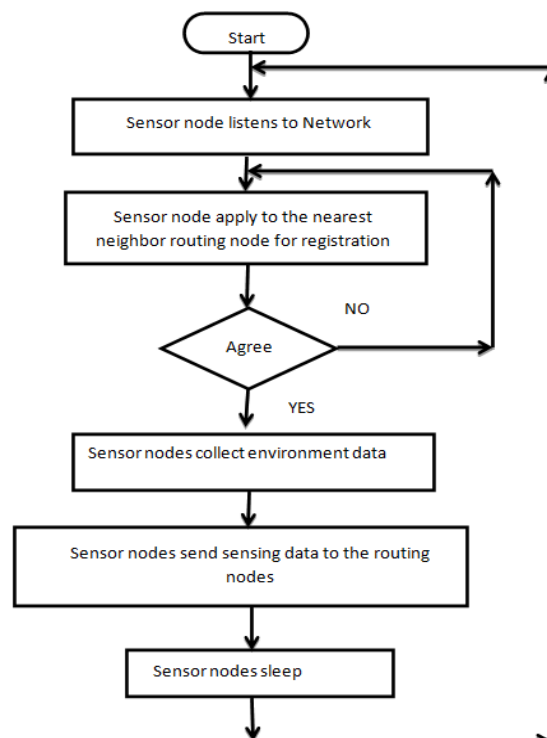 Start
Sensor node listens to Network
Sensor node apply to the nearest
neighbor routing node for registration
NO
Agree
YES
Sensor nodes collect environment data
Sensor nodes send sensing data to the routing
nodes
Sensor nodes sleep